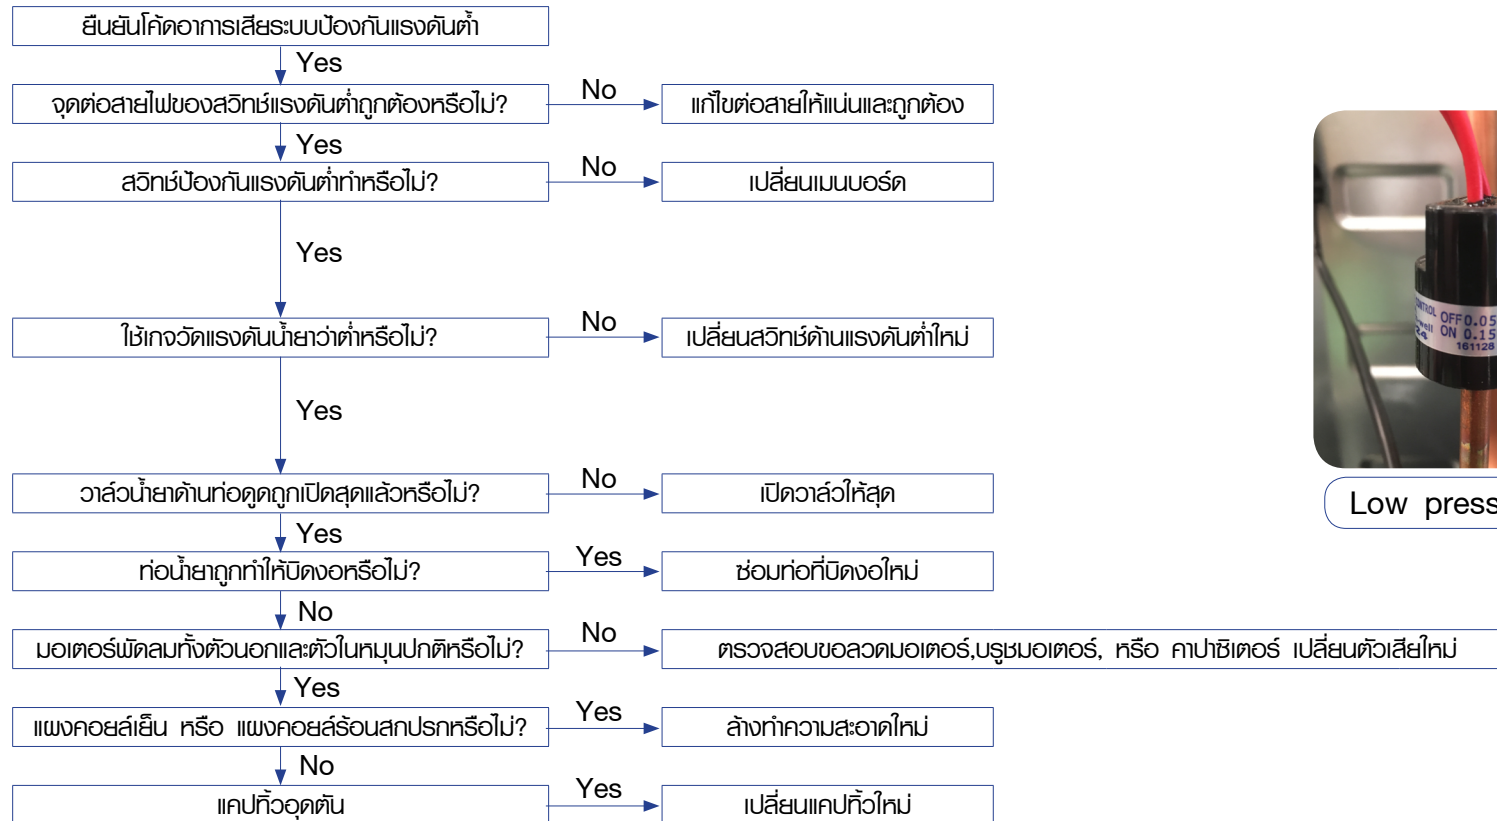 ยืนยันโค้ดอาการเสียระบบป้องกันแรงดันต่ำ
Yes
จุดต่อสายไฟของสวิทช์แรงดันต่ำถูกต้องหรือไม่?
No
แก้ไขต่อสายให้แน่นและถูกต้อง
Yes
สวิทช์ป้องกันแรงดันต่ำทำหรือไม่?
No
เปลี่ยนเมนบอร์ด
Yes
ใช้เกจวัดแรงดันน้ำยาว่าต่ำหรือไม่?
No
เปลี่ยนสวิทช์ด้านแรงดันต่ำใหม่
Yes
วาล์วน้ำยาด้านท่อดูดถูกเปิดสุดแล้วหรือไม่?
No
เปิดวาล์วให้สุด
Yes
ท่อน้ำยาถูกทำให้บิดงอหรือไม่?
Yes
ซ่อมท่อที่บิดงอใหม่
No
มอเตอร์พัดลมทั้งตัวนอกและตัวในหมุนปกติหรือไม่?
No
ตรวจสอบขอลวดมอเตอร์,บรูชมอเตอร์, หรือ คาปาซิเตอร์ เปลี่ยนตัวเสียใหม่
Yes
แผงคอยล์เย็น หรือ แผงคอยล์ร้อนสกปรกหรือไม่?
Yes
ล้างทำความสะอาดใหม่
No
แคปทิ้วอุดตัน
Yes
เปลี่ยนแคปทิ้วใหม่
OFF 0.05
ON 0.15
161128
Low press